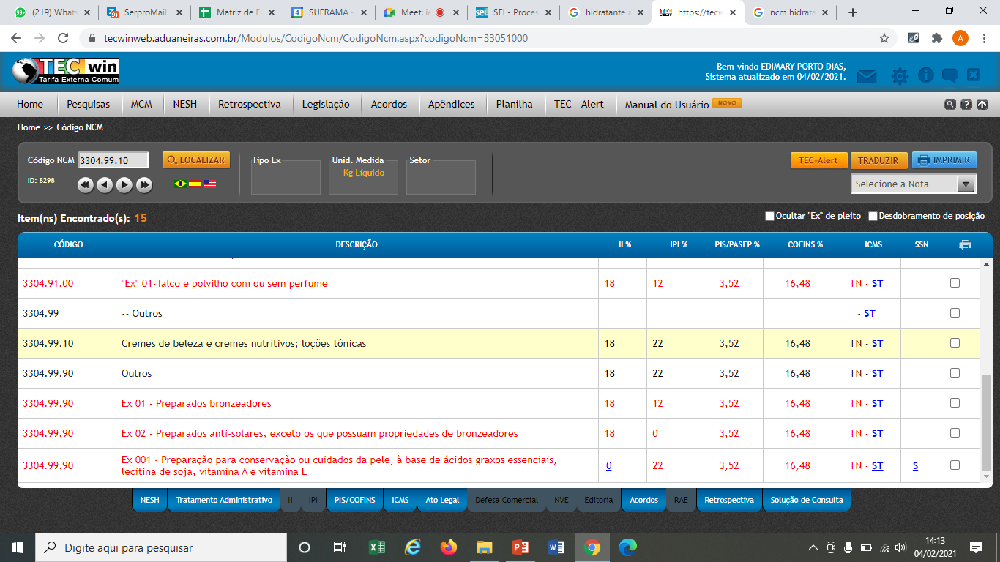 (219) Whats
SerproMail:
Matriz de E
SUFRAMA –
Meet: i
SEI - Proces
hidratante
https://tecw
ncm hidrata
tecwinweb.aduaneiras.com.br/Modulos/CodigoNcm/CodigoNcm.aspx?codigoNcm=33051000
A
TEC win
Tarifa Externa Comum
Bem-vindo EDIMARY PORTO DIAS,
Sistema atualizado em 04/02/2021.
Home Pesquisas MCM NESH Retrospectiva Legislação Acordos Apêndices Planilha TEC - Alert Manual do Usuário NOVO
Home >> Código NCM
Código NCM 3304.99.10 LOCALIZAR
ID: 8298
Tipo Ex
Unid. Medida
Kg Líquido
Setor
TEC-Alert TRADUZIR IMPRIMIR
Selecione a Nota
Item(ns) Encontrado(s): 15
Ocultar "Ex" de pleito Desdobramento de posição
CÓDIGO DESCRIÇÃO II % IPI % PIS/PASEP % COFINS % ICMS SSN
3304.91.00 "Ex" 01-Talco e polvilho com ou sem perfume 18 12 3,52 16,48 TN - ST
3304.99 -- Outros - ST
3304.99.10 Cremes de beleza e cremes nutritivos; loções tônicas 18 22 3,52 16,48 TN - ST
3304.99.90 Outros 18 22 3,52 16,48 TN - ST
3304.99.90 Ex 01 - Preparados bronzeadores 18 12 3,52 16,48 TN - ST
3304.99.90 Ex 02 - Preparados anti-solares, exceto os que possuam propriedades de bronzeadores 18 0 3,52 16,48 TN - ST
3304.99.90 Ex 001 - Preparação para conservação ou cuidados da pele, à base de ácidos graxos essenciais,
lecitina de soja, vitamina A e vitamina E 0 22 3,52 16,48 TN - ST S
NESH Tratamento Administrativo II IPI PIS/COFINS ICMS Ato Legal Defesa Comercial NVE Editoria Acordos RAE Retrospectiva Solução de Consulta
Digite aqui para pesquisar
14:13
04/02/2021